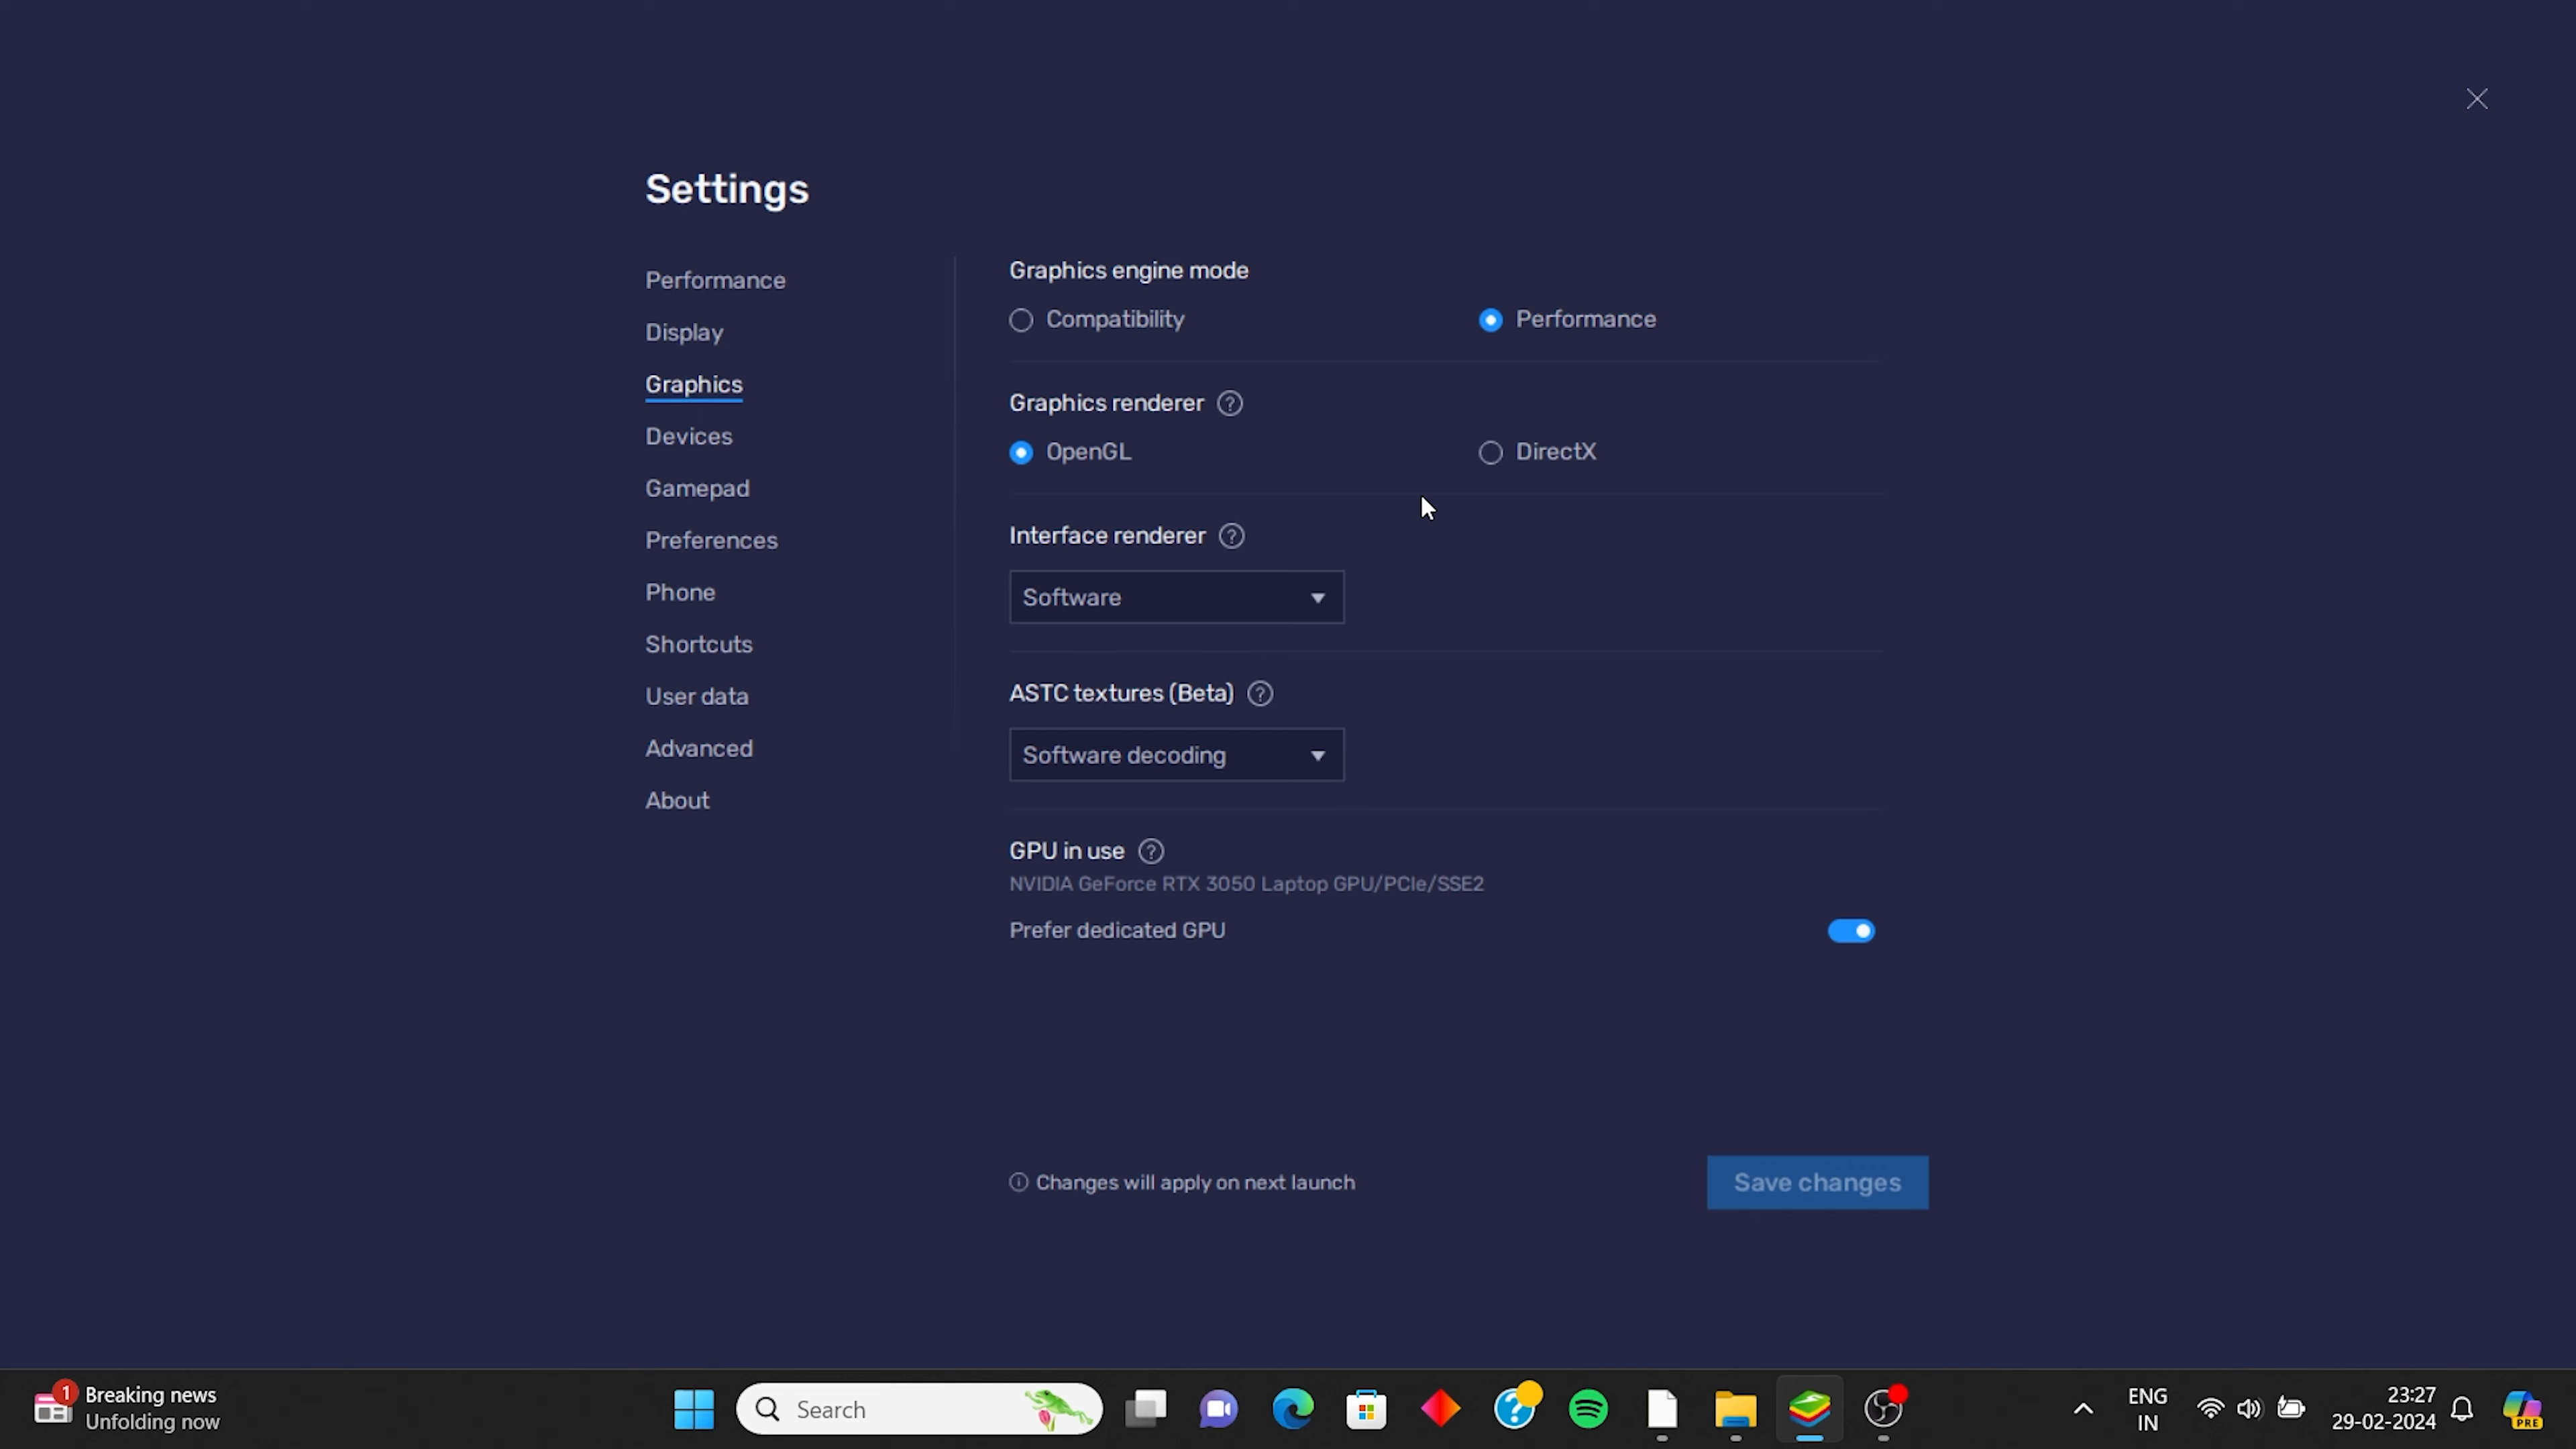 Settings
Performance
Display
Graphics
Devices
Gamepad
Preferences
Phone
Shortcuts
User data
Advanced
About
Graphics engine mode
Compatibility
Performance
Graphics renderer ?
OpenGL
DirectX
Interface renderer ?
Software
ASTC textures (Beta) ?
Software decoding
GPU in use ?
NVIDIA GeForce RTX 3050 Laptop GPU/PCIe/SSE2
Prefer dedicated GPU
Changes will apply on next launch
Save changes
1
Breaking news
Unfolding now
Search
?
ENG
IN
23:27
29-02-2024
PRE